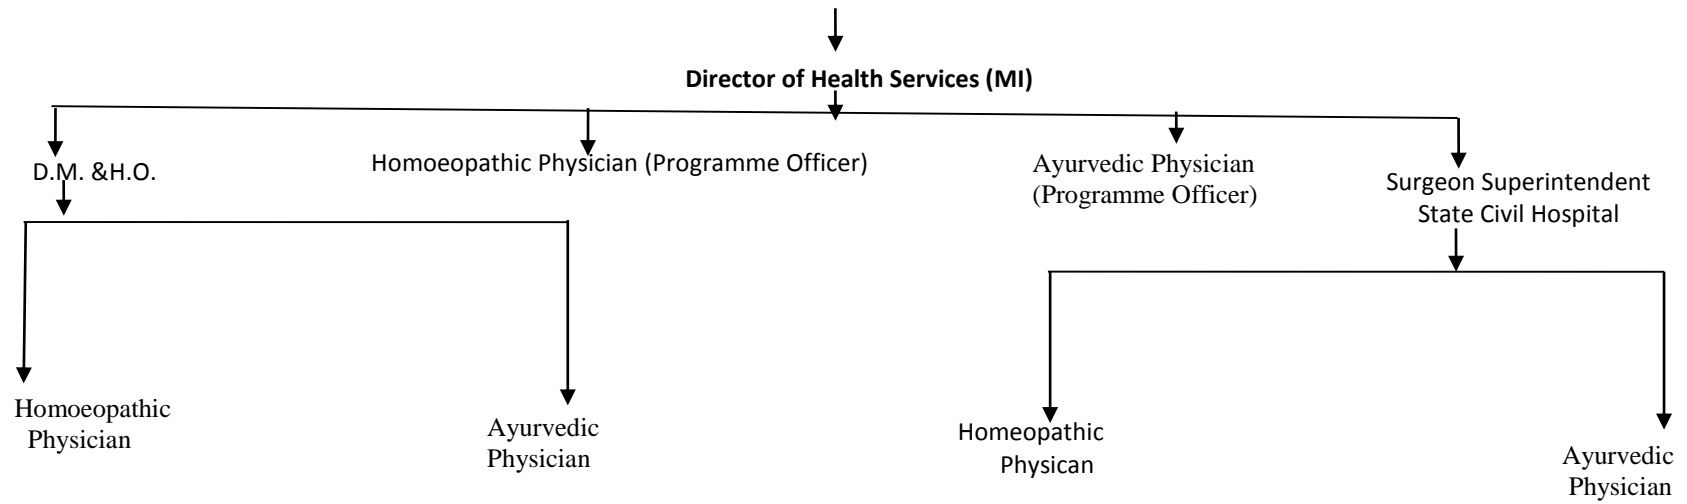 Director of Health Services (MI)
D.M. &H.O.
Homoeopathic Physician (Programme Officer)
Ayurvedic Physician
(Programme Officer)
Surgeon Superintendent
State Civil Hospital
Homoeopathic
Physician
Ayurvedic
Physician
Homeopathic
Physican
Ayurvedic
Physician